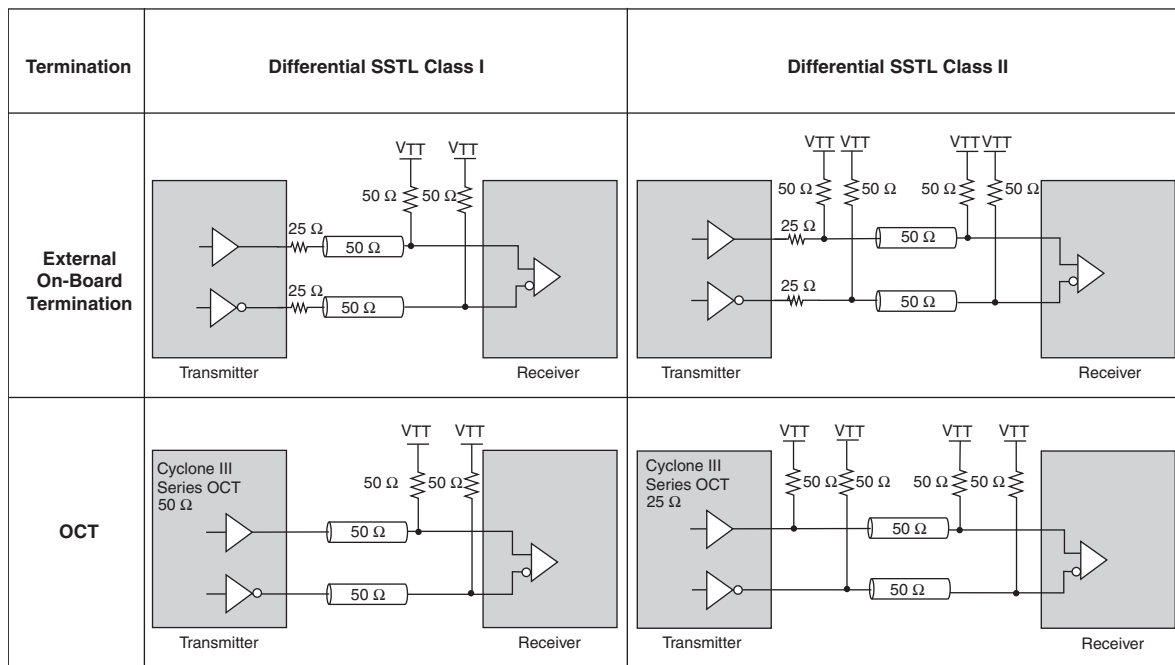 Termination
Differential SSTL Class I
Differential SSTL Class II
External
On-Board
Termination
VTT VTT
50 Ω 50 Ω
25 Ω
50 Ω
25 Ω
50 Ω
Transmitter
Receiver
VTT VTT VTT VTT
50 Ω 50 Ω 50 Ω 50 Ω
25 Ω
50 Ω
25 Ω
50 Ω
Transmitter
Receiver
OCT
Cyclone III
Series OCT
50 Ω
VTT VTT
50 Ω 50 Ω
50 Ω
50 Ω
Transmitter
Receiver
Cyclone III
Series OCT
25 Ω
VTT VTT VTT VTT
50 Ω 50 Ω 50 Ω 50 Ω
50 Ω
50 Ω
Transmitter
Receiver